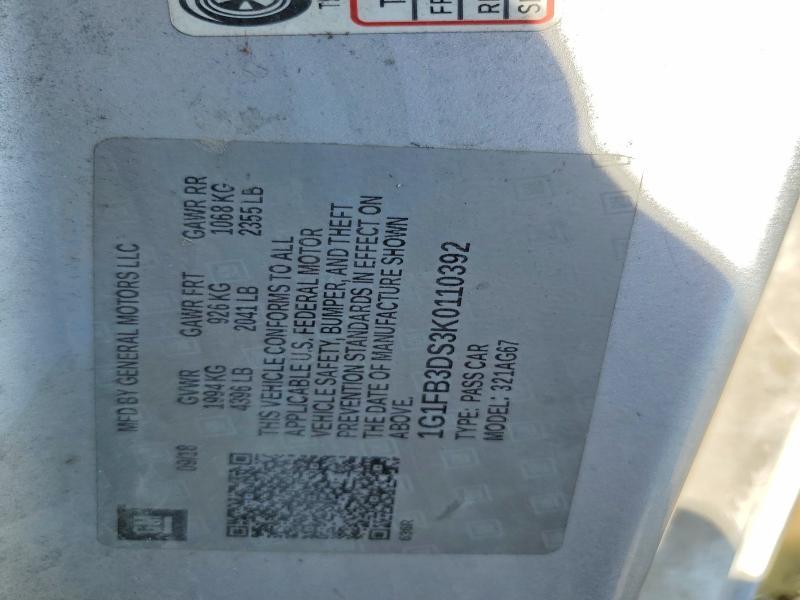 MFD BY GENERAL MOTORS LLC
09/18 GVWR GAWR FRT GAWR RR
1994 KG 926 KG 1068 KG
4396 LB 2041 LB 2355 LB
THIS VEHICLE CONFORMS TO ALL
APPLICABLE U.S. FEDERAL MOTOR
VEHICLE SAFETY, BUMPER, AND THEFT
PREVENTION STANDARDS IN EFFECT ON
THE DATE OF MANUFACTURE SHOWN
ABOVE.
1G1FB3DS3K0110392
TYPE: PASS CAR
MODEL: 321AG67